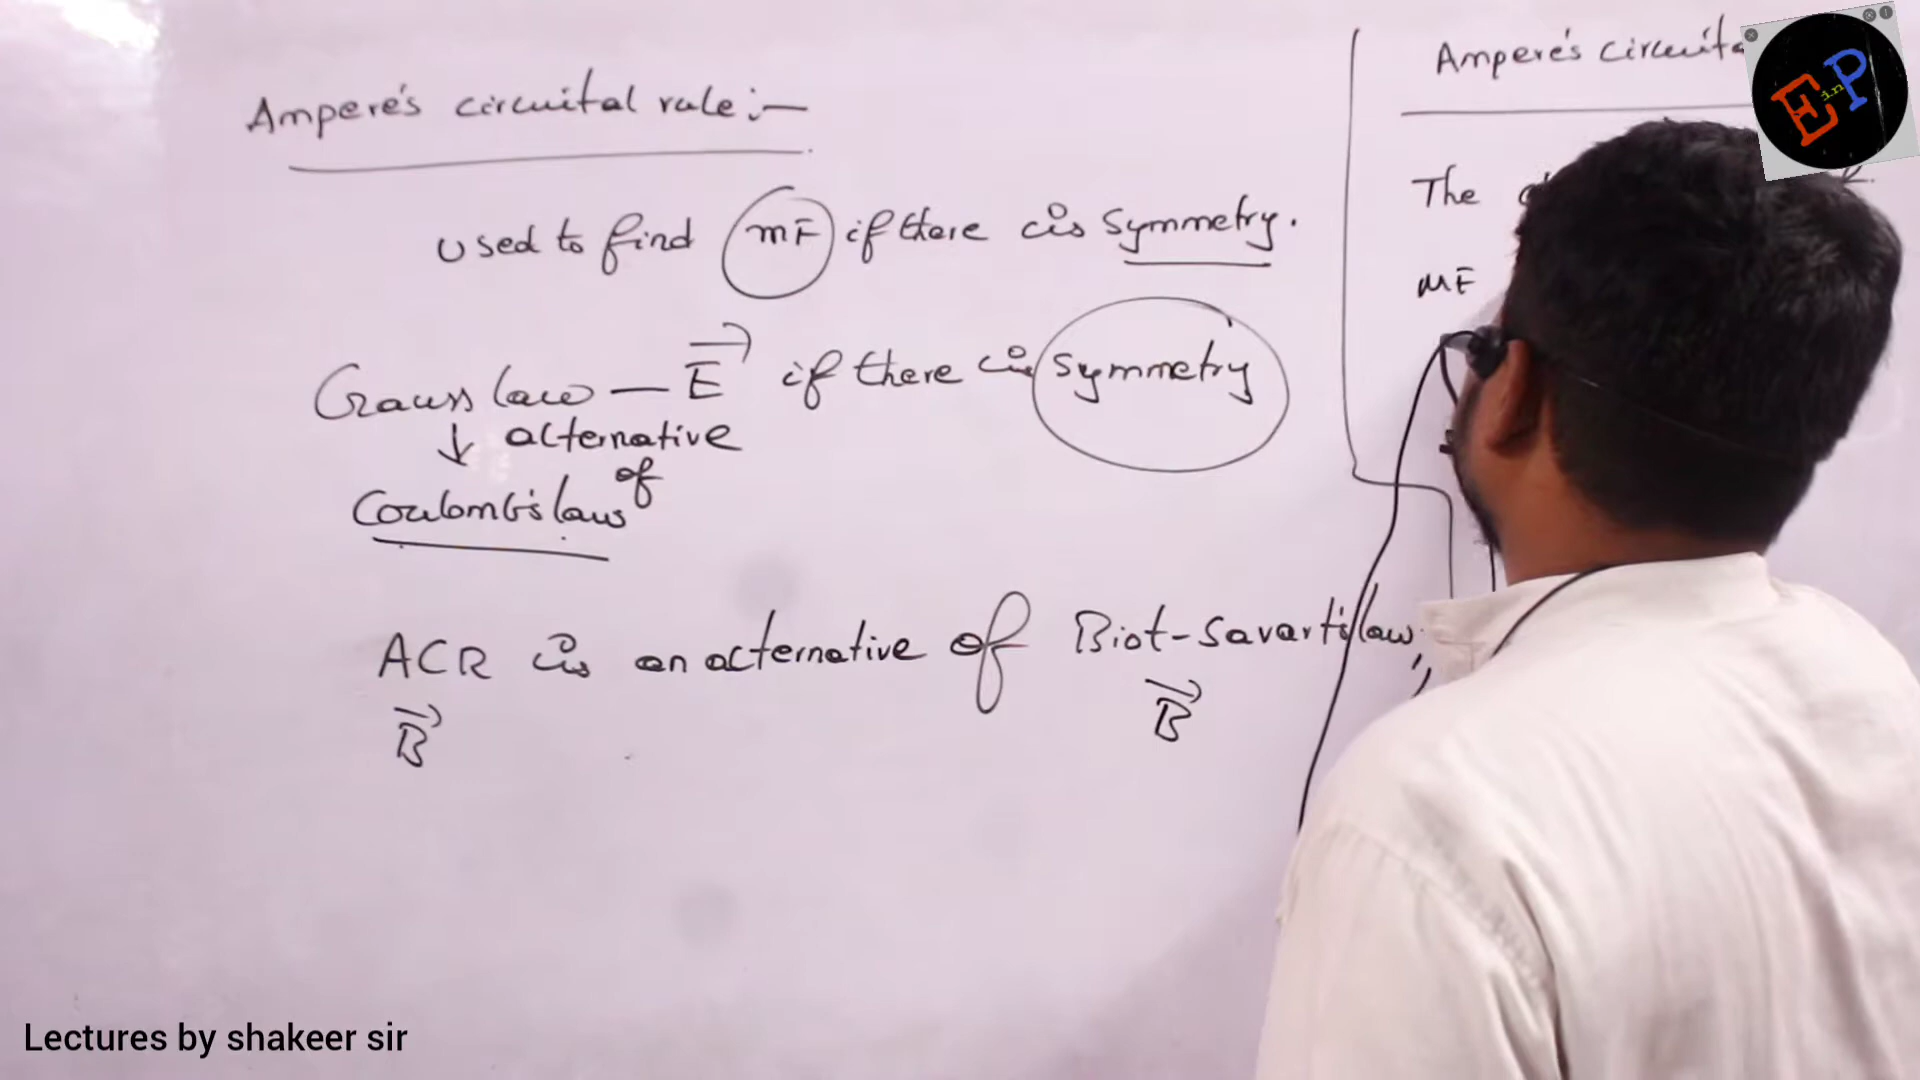 Ampere's circuital rule :-
used to find MF if there is symmetry.
Gauss law — E if there is symmetry
↓ alternative of
Coulomb's law
ACR is an alternative of Biot-Savart's law,
B B
Ampere's circuita
The
MF
E in P
Lectures by shakeer sir